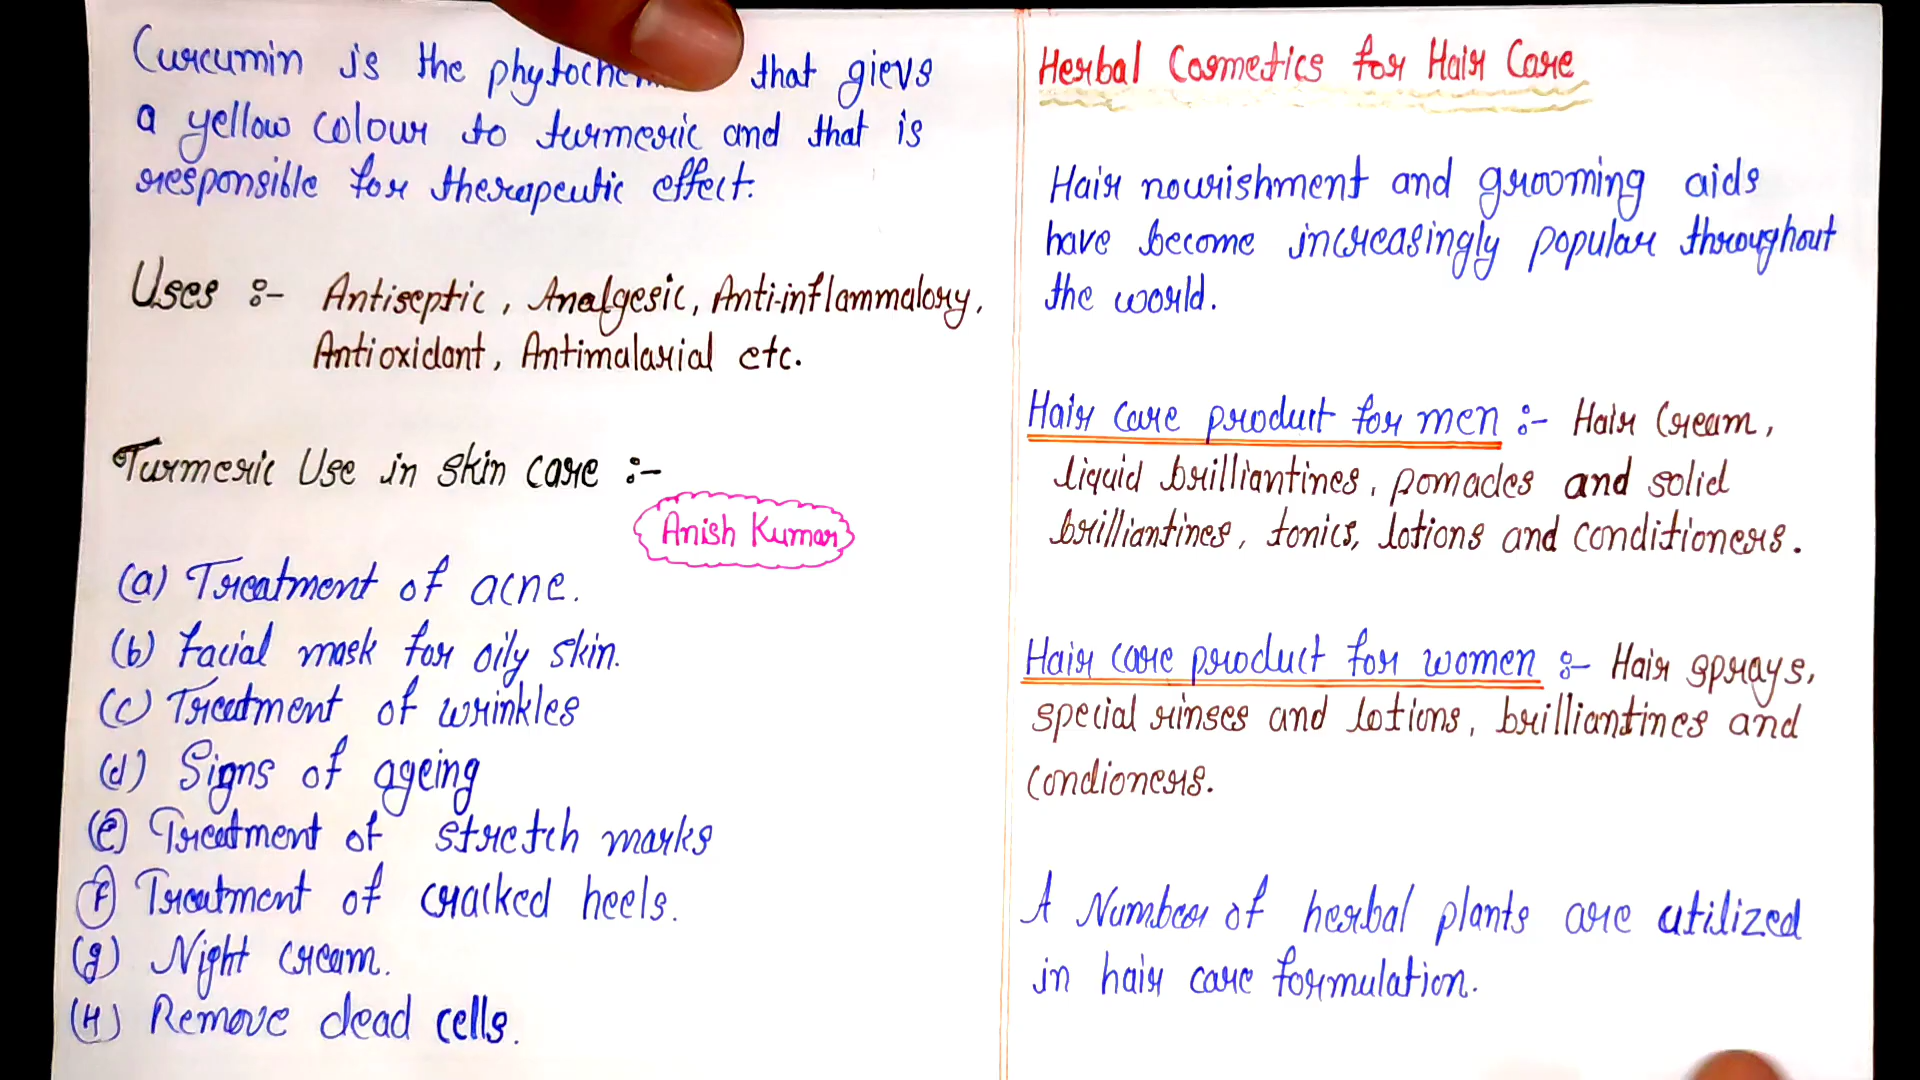 Curcumin is the that gievs
a yellow colour to turmeric and that is
responsible for therapeutic effect.
Uses :- Antiseptic, Analgesic, Anti-inflammatory,
Antioxidant, Antimalarial etc.
Turmeric Use in skin care :-
Anish Kumar
(a) Treatment of acne.
(b) facial mask for oily skin.
(c) Treatment of wrinkles
(d) Signs of ageing
(e) Treatment of stretch marks
(f) Treatment of cracked heels.
(g) Night cream.
(H) Remove dead cells.
Herbal Cosmetics for Hair Care
Hair nourishment and grooming aids
have become increasingly popular throughout
the world.
Hair care product for men :- Hair Cream,
liquid brilliantines, pomades and solid
brilliantines, tonics, lotions and conditioners.
Hair care product for women :- Hair sprays,
special rinses and lotions, brilliantines and
condioners.
A Number of herbal plants are utilized
in hair care formulation.